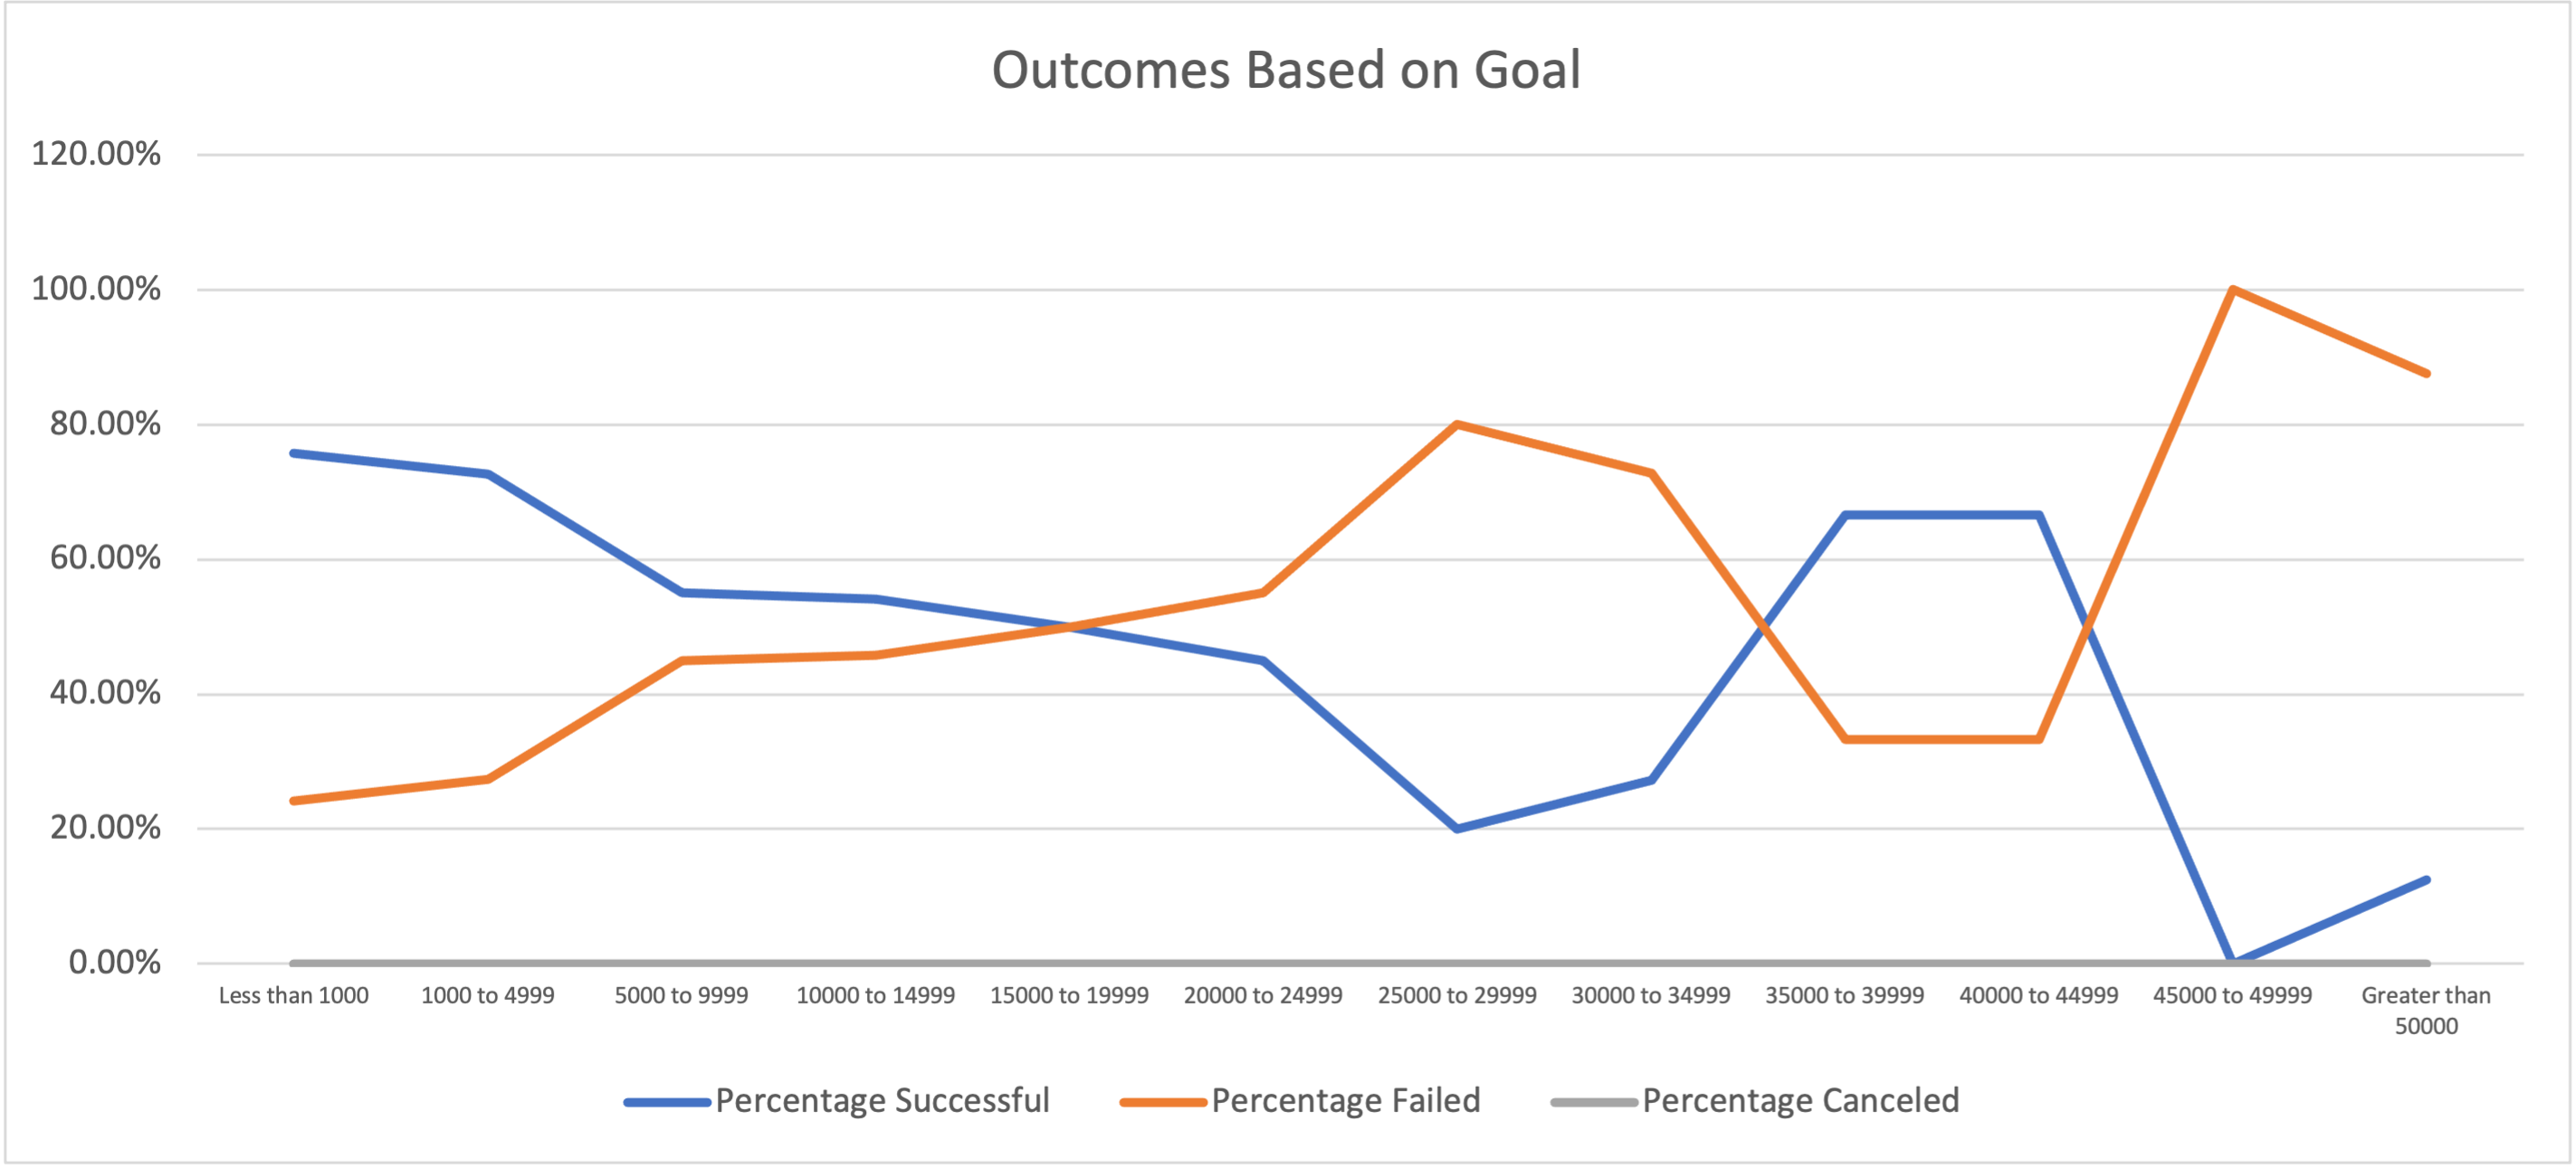 Outcomes Based on Goal
120.00%
100.00%
80.00%
60.00%
40.00%
20.00%
0.00%
Less than 1000
1000 to 4999
5000 to 9999
10000 to 14999
15000 to 19999
20000 to 24999
25000 to 29999
30000 to 34999
35000 to 39999
40000 to 44999
45000 to 49999
Greater than
50000
Percentage Successful
Percentage Failed
Percentage Canceled